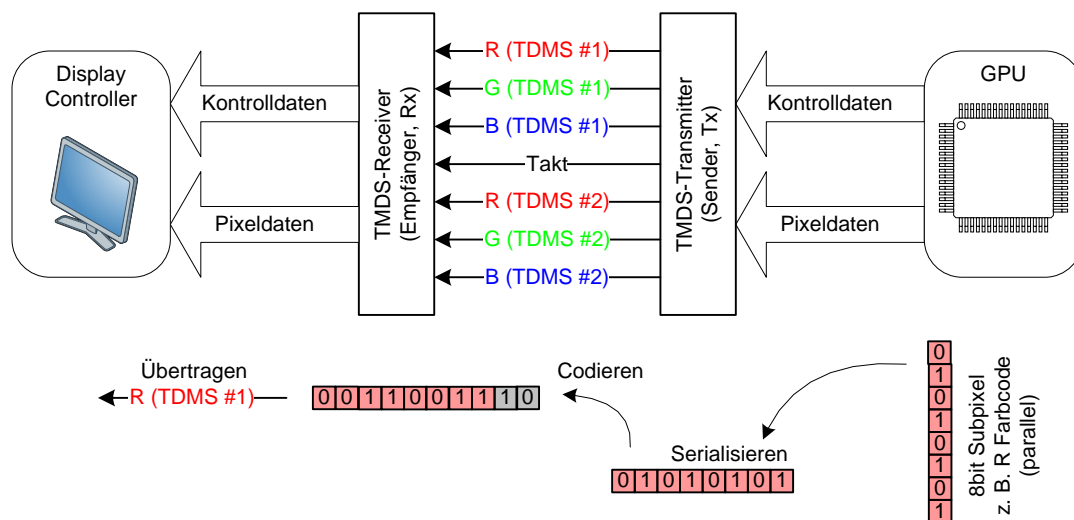 Display
Controller
Kontrolldaten
Pixeldaten
TMDS-Receiver
(Empfänger, Rx)
R (TDMS #1)
G (TDMS #1)
B (TDMS #1)
Takt
R (TDMS #2)
G (TDMS #2)
B (TDMS #2)
TMDS-Transmitter
(Sender, Tx)
Kontrolldaten
Pixeldaten
GPU
Übertragen
R (TDMS #1)
0 0 1 1 0 0 1 1 1 0
Codieren
Serialisieren
0 1 0 1 0 1 0 1
0
1
0
1
0
1
0
1
8bit Subpixel
z. B. R Farbcode
(parallel)